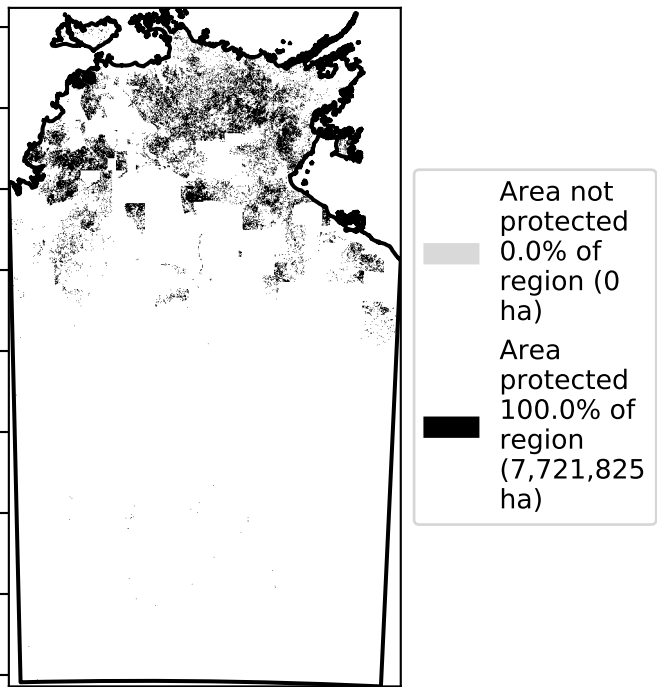 Area not
protected
0.0% of
region (0
ha)
Area
protected
100.0% of
region
(7,721,825
ha)